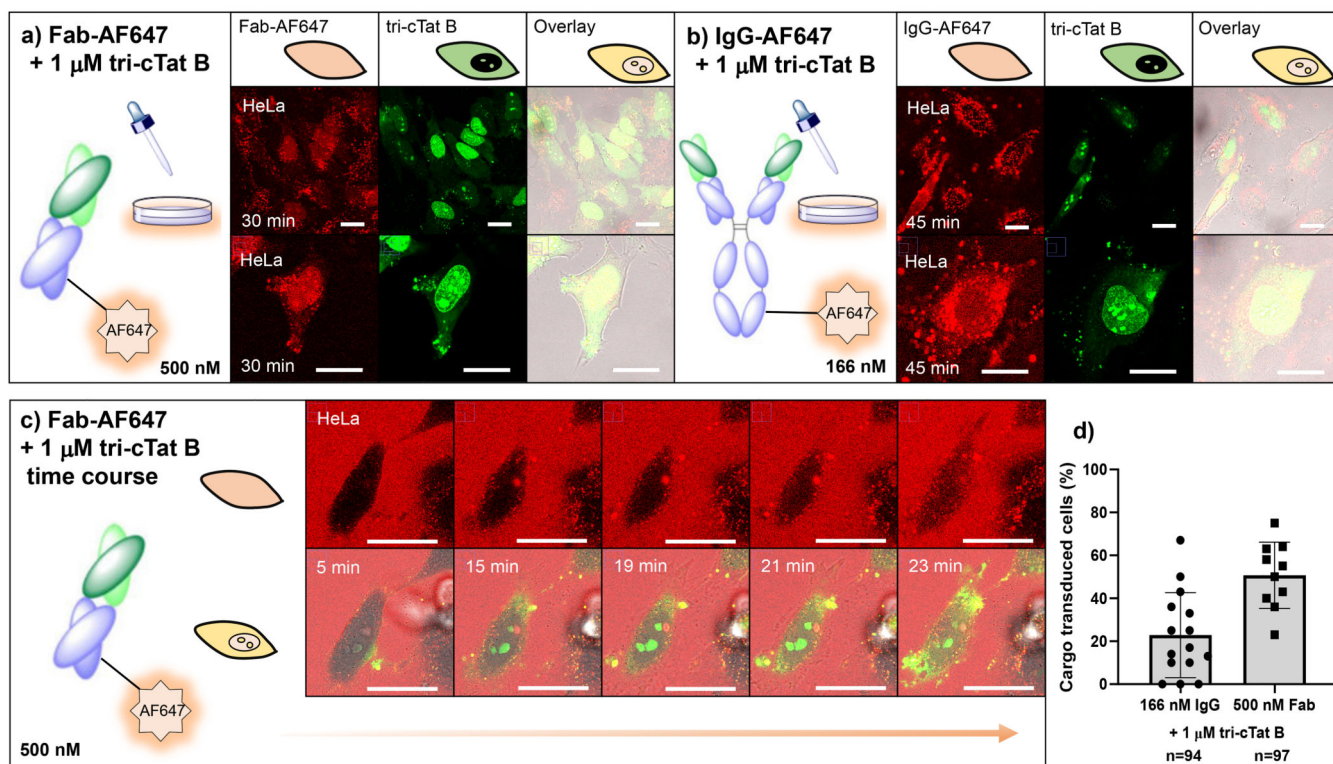 a) Fab-AF647
+ 1 μM tri-cTat B
AF647
500 nM
Fab-AF647
tri-cTat B
Overlay
HeLa
30 min
HeLa
30 min
b) IgG-AF647
+ 1 μM tri-cTat B
AF647
166 nM
IgG-AF647
tri-cTat B
Overlay
HeLa
45 min
HeLa
45 min
c) Fab-AF647
+ 1 μM tri-cTat B
time course
AF647
500 nM
HeLa
5 min
15 min
19 min
21 min
23 min
d)
Cargo transduced cells (%)
100
80
60
40
20
0
166 nM IgG
500 nM Fab
+ 1 μM tri-cTat B
n=94
n=97